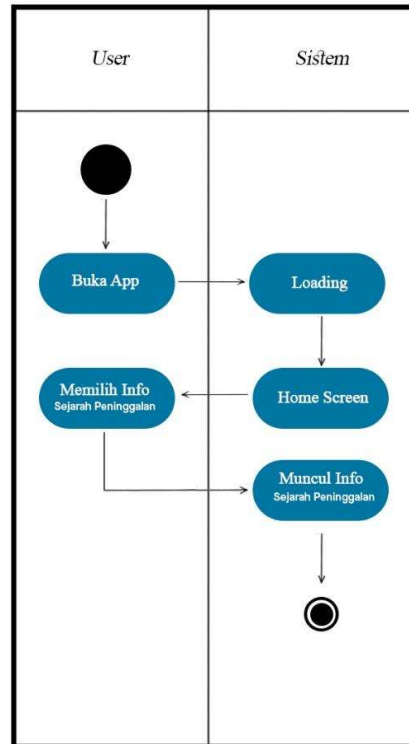 User
Sistem
Buka App
Loading
Memilih Info
Sejarah Peninggalan
Home Screen
Muncul Info
Sejarah Peninggalan